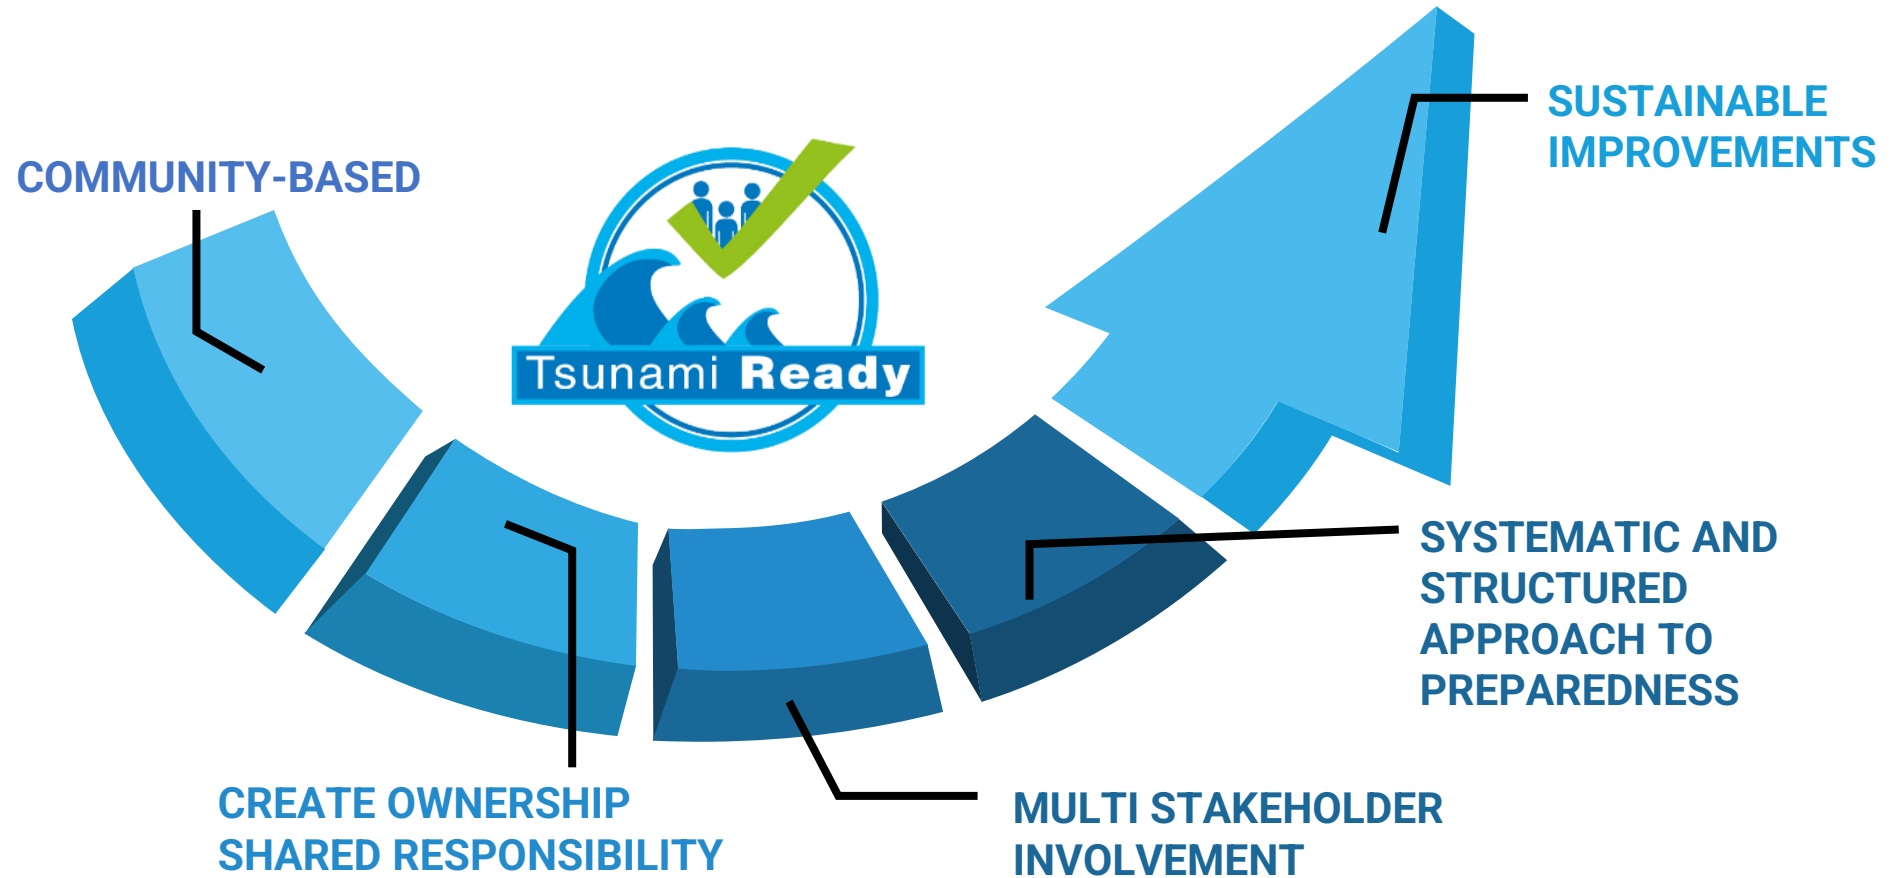 COMMUNITY-BASED
Tsunami Ready
SUSTAINABLE
IMPROVEMENTS
SYSTEMATIC AND
STRUCTURED
APPROACH TO
PREPAREDNESS
CREATE OWNERSHIP
SHARED RESPONSIBILITY
MULTI STAKEHOLDER
INVOLVEMENT